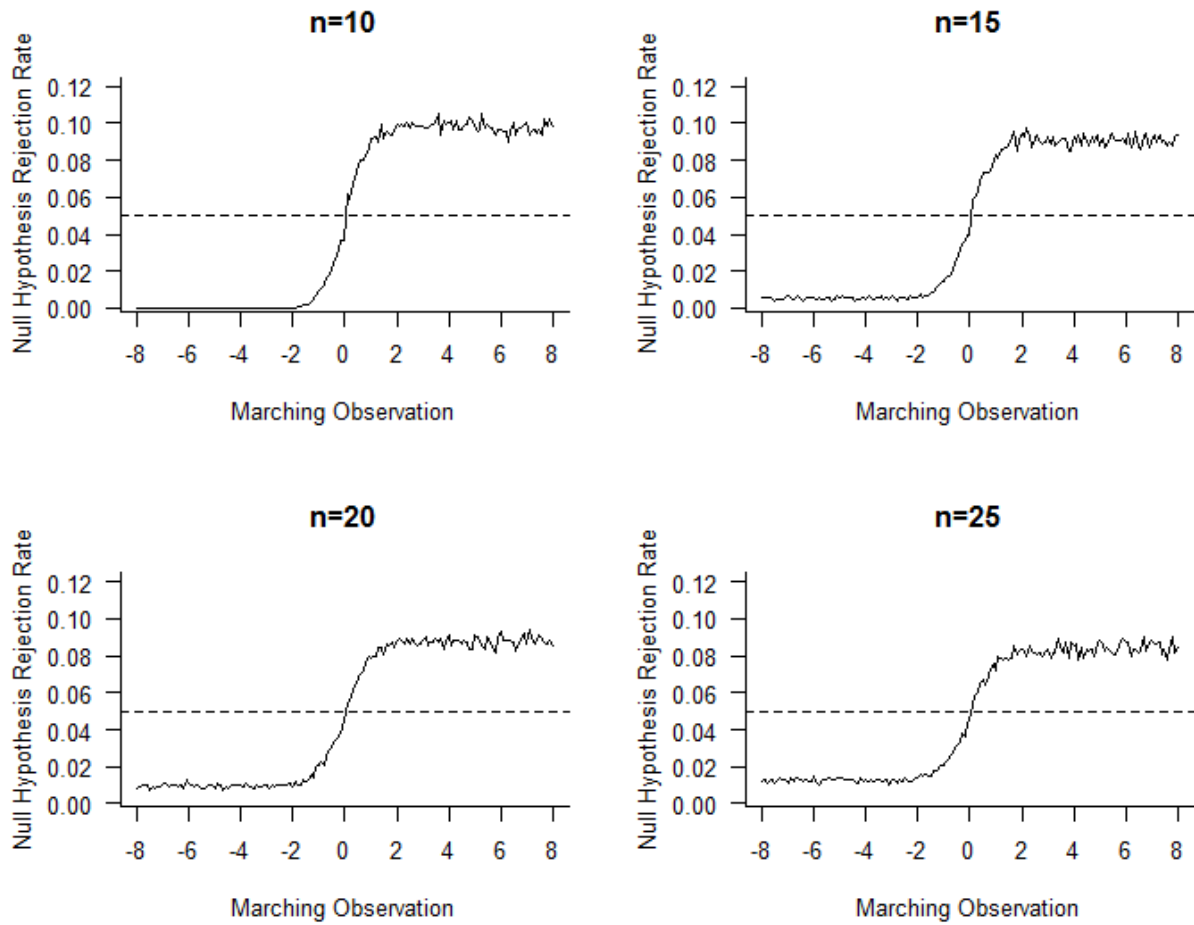 n=10
Null Hypothesis Rejection Rate
0.12
0.10
0.08
0.06
0.04
0.02
0.00
-8 -6 -4 -2 0 2 4 6 8
Marching Observation
n=15
Null Hypothesis Rejection Rate
0.12
0.10
0.08
0.06
0.04
0.02
0.00
-8 -6 -4 -2 0 2 4 6 8
Marching Observation
n=20
Null Hypothesis Rejection Rate
0.12
0.10
0.08
0.06
0.04
0.02
0.00
-8 -6 -4 -2 0 2 4 6 8
Marching Observation
n=25
Null Hypothesis Rejection Rate
0.12
0.10
0.08
0.06
0.04
0.02
0.00
-8 -6 -4 -2 0 2 4 6 8
Marching Observation